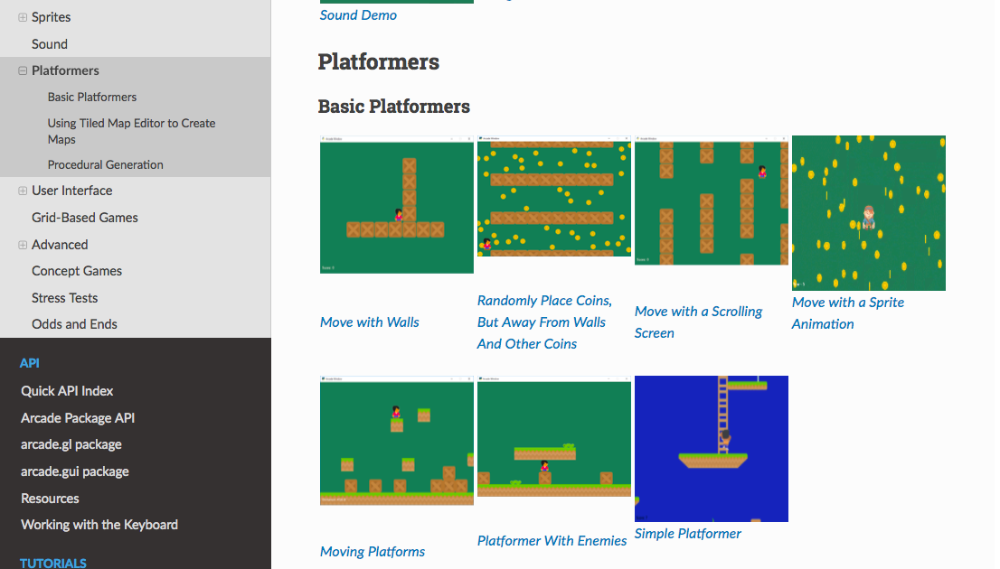 Sprites
Sound
Platformers
Basic Platformers
Using Tiled Map Editor to Create
Maps
Procedural Generation
User Interface
Grid-Based Games
Advanced
Concept Games
Stress Tests
Odds and Ends
API
Quick API Index
Arcade Package API
arcade.gl package
arcade.gui package
Resources
Working with the Keyboard
TUTORIALS
Sound Demo
Platformers
Basic Platformers
Move with Walls
Randomly Place Coins,
But Away From Walls
And Other Coins
Move with a Scrolling
Screen
Move with a Sprite
Animation
Moving Platforms
Platformer With Enemies
Simple Platformer